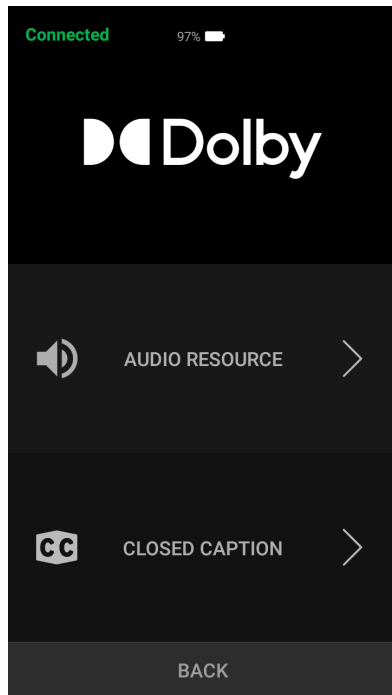 Connected 97%
Dolby
AUDIO RESOURCE
CC CLOSED CAPTION
BACK